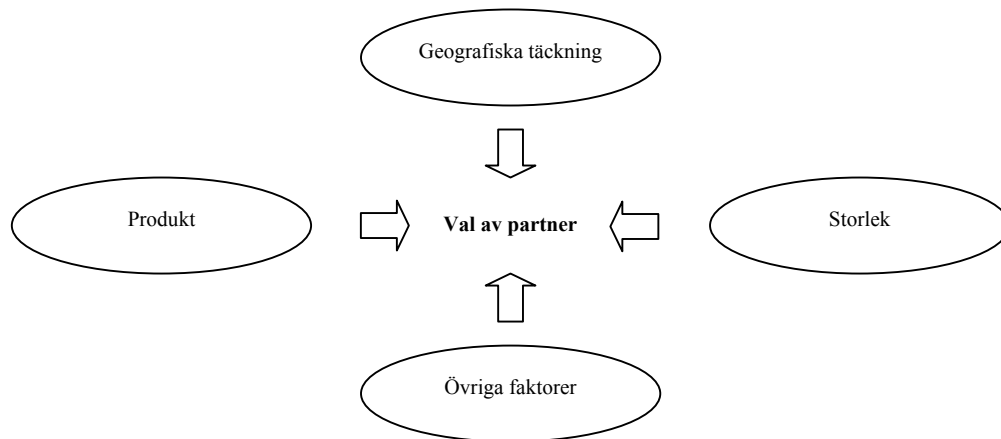 Geografiska täckning
Produkt
Val av partner
Storlek
Övriga faktorer